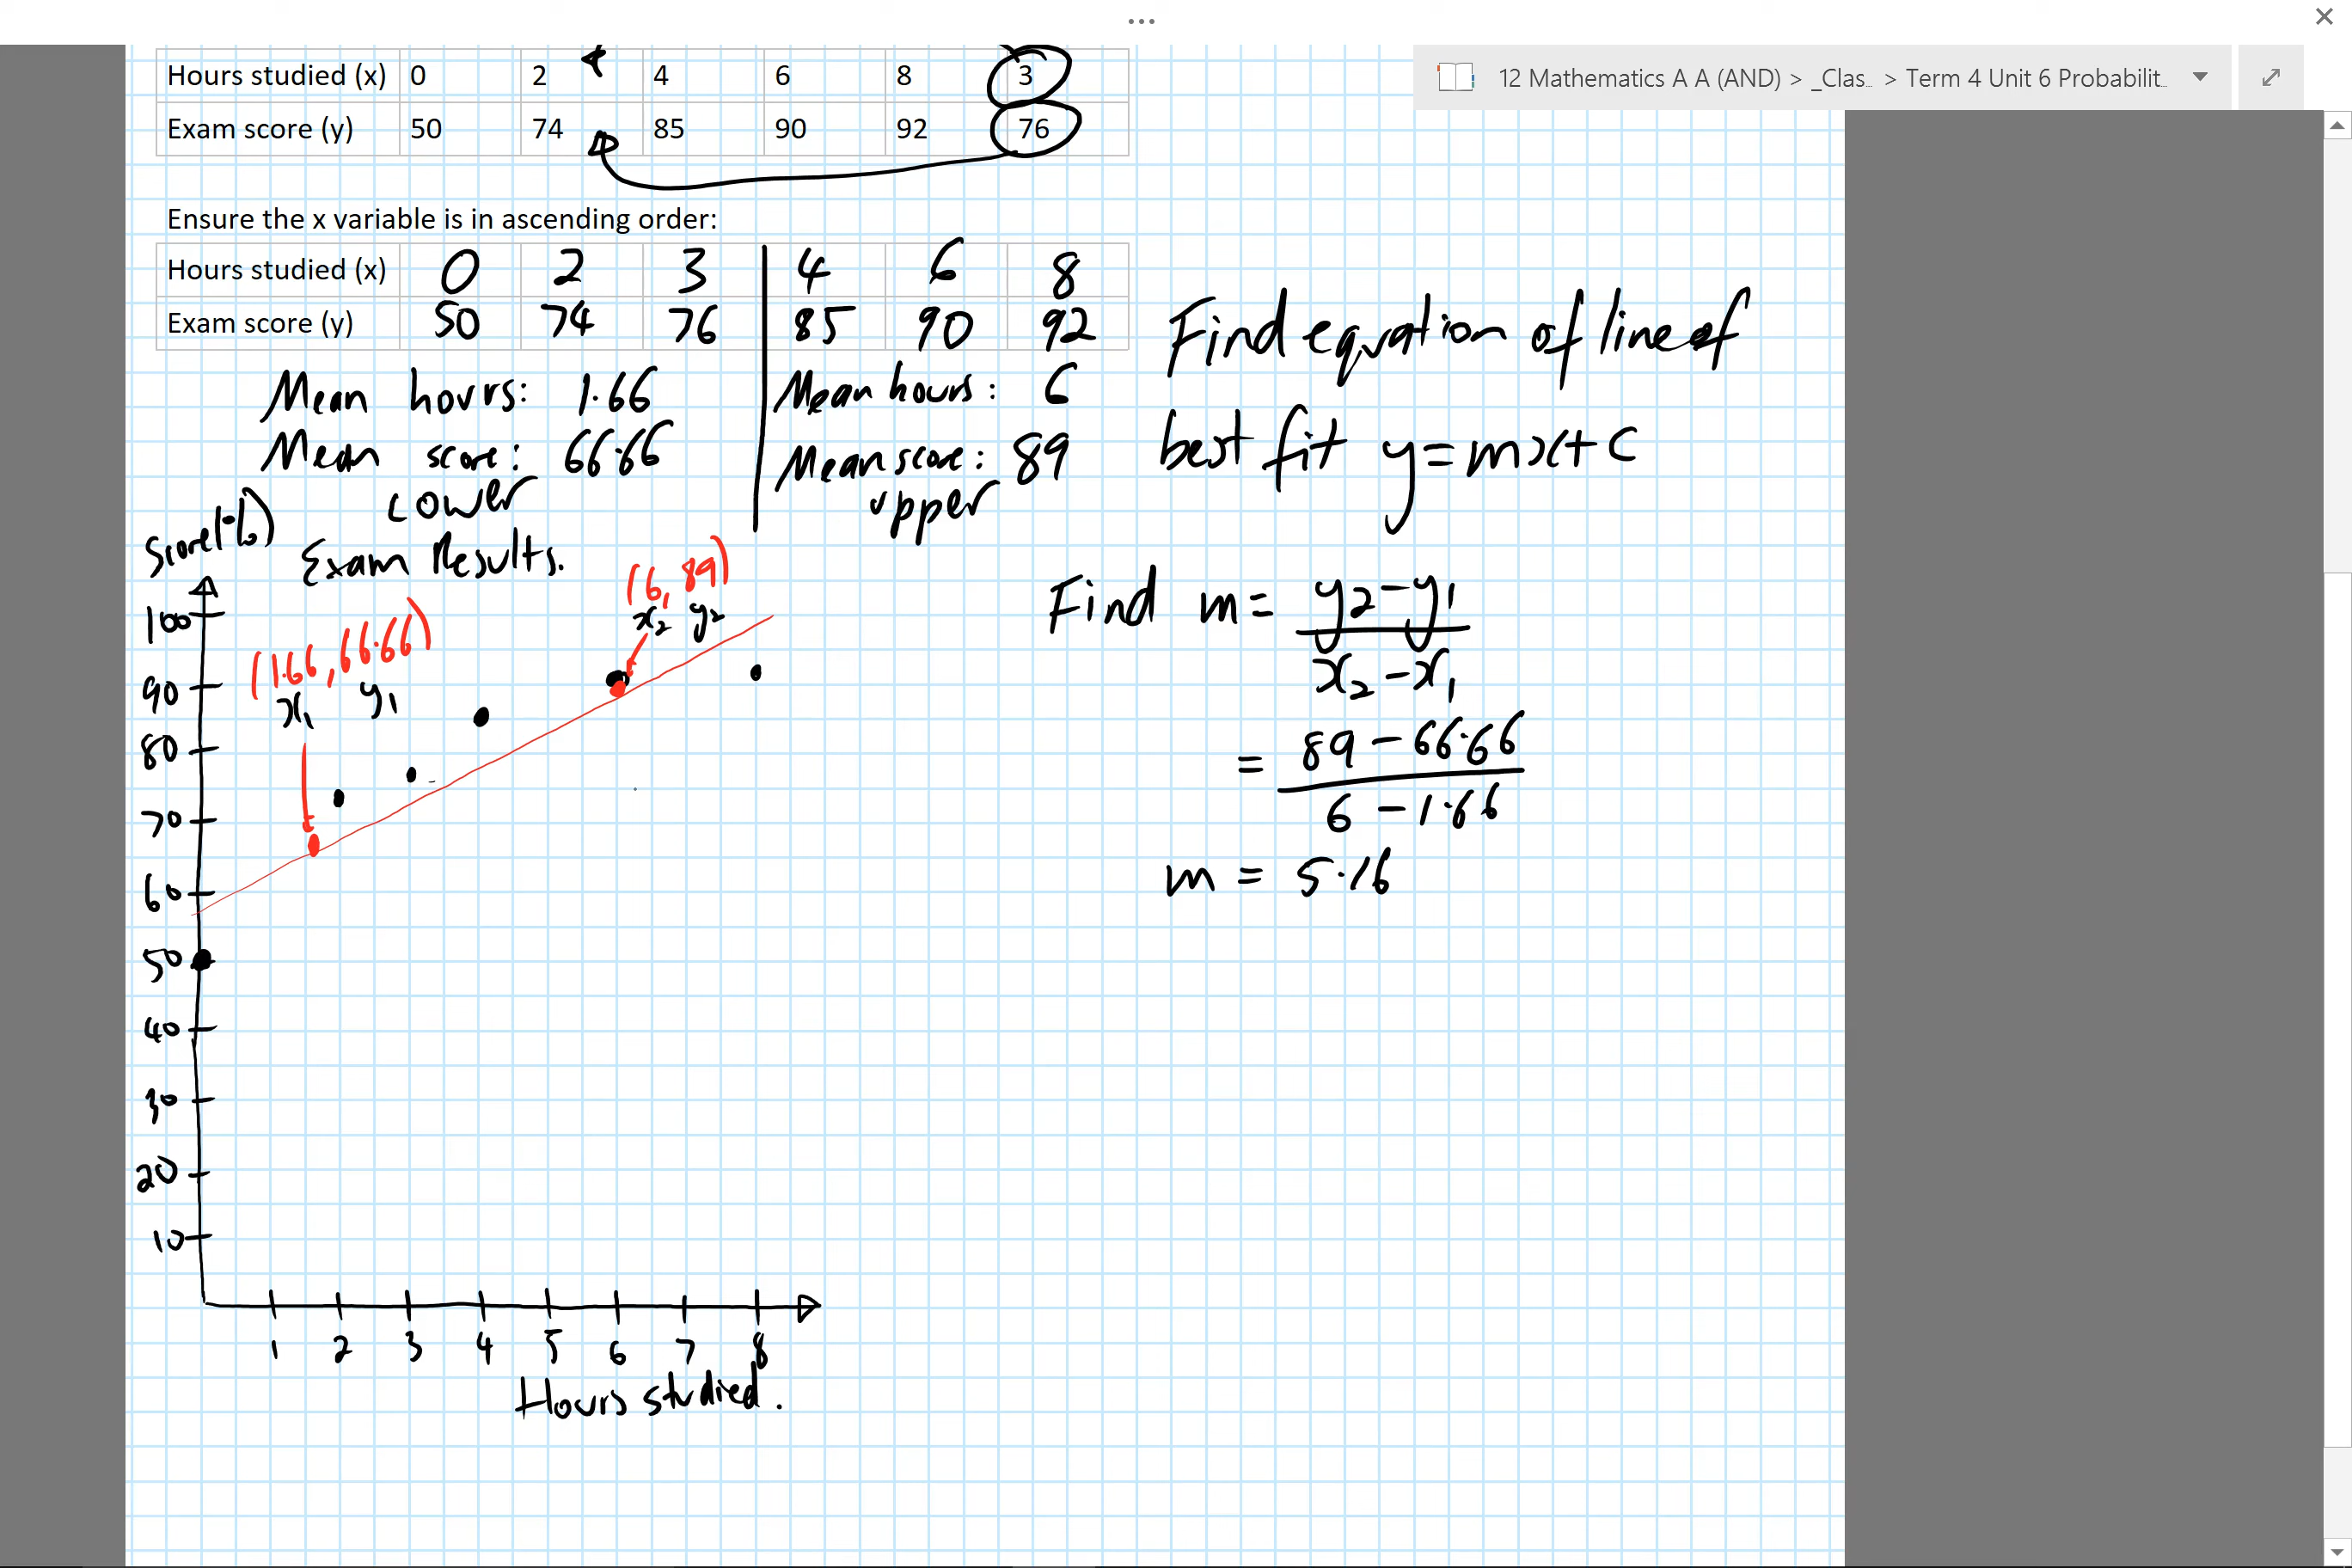 12 Mathematics A A (AND) > _Clas... > Term 4 Unit 6 Probabilit...
Hours studied (x) 0 2 4 6 8 3
Exam score (y) 50 74 85 90 92 76
Ensure the x variable is in ascending order:
Hours studied (x) 0 2 3 4 6 8
Exam score (y) 50 74 76 85 90 92
Mean hours: 1.66 Mean hours: 6
Mean score: 66.66 Mean score: 89
Lower upper
Find equation of line of
best fit y=mx+c
Score(%)
Exam Results.
(1.66, 66.66)
x1 y1
(6, 89)
x2 y2
100
90
80
70
60
50
40
30
20
10
1 2 3 4 5 6 7 8
Hours studied.
Find m= y2-y1
x2-x1
= 89-66.66
6-1.66
m = 5.16